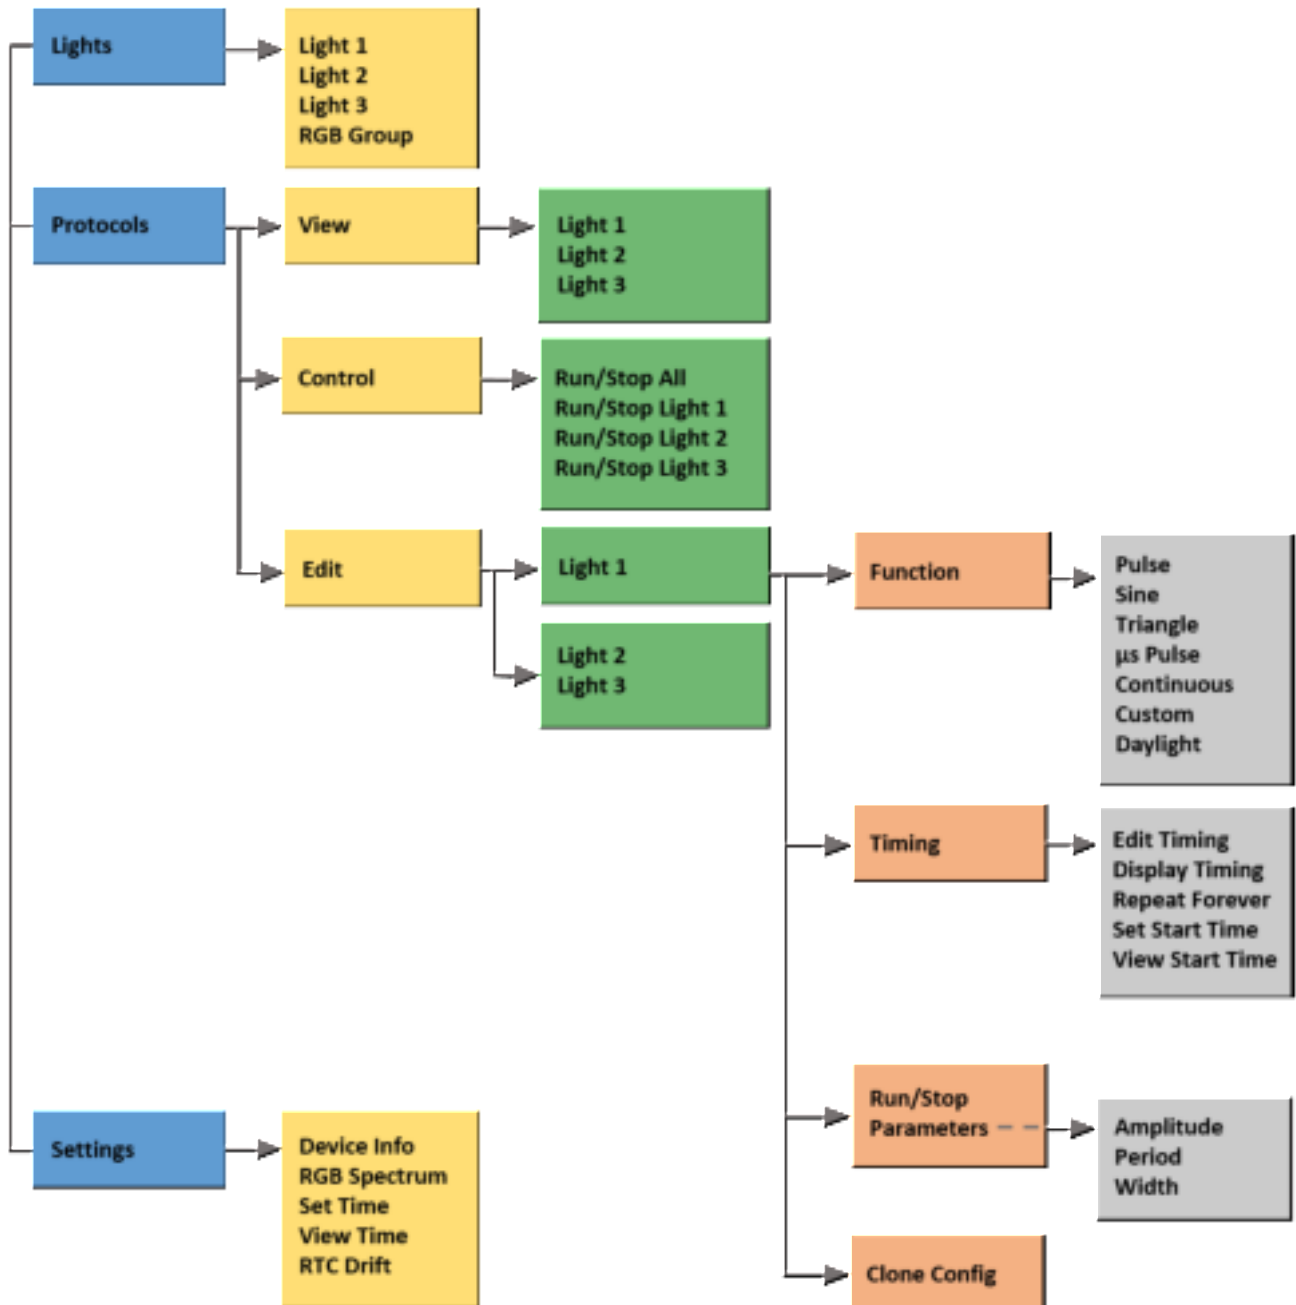 Lights
Light 1
Light 2
Light 3
RGB Group
Protocols
View
Light 1
Light 2
Light 3
Control
Run/Stop All
Run/Stop Light 1
Run/Stop Light 2
Run/Stop Light 3
Edit
Light 1
Light 2
Light 3
Function
Pulse
Sine
Triangle
µs Pulse
Continuous
Custom
Daylight
Timing
Edit Timing
Display Timing
Repeat Forever
Set Start Time
View Start Time
Run/Stop
Parameters
Amplitude
Period
Width
Clone Config
Settings
Device Info
RGB Spectrum
Set Time
View Time
RTC Drift